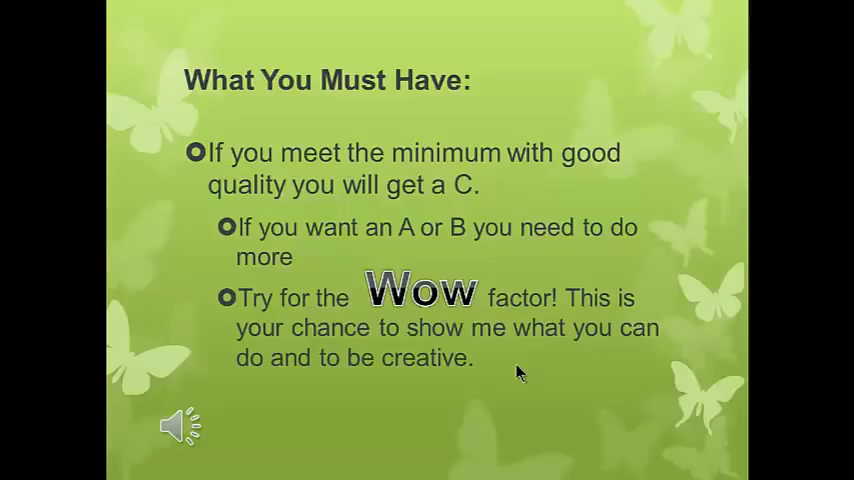 What You Must Have:
If you meet the minimum with good
quality you will get a C.
If you want an A or B you need to do
more
Try for the Wow factor! This is
your chance to show me what you can
do and to be creative.